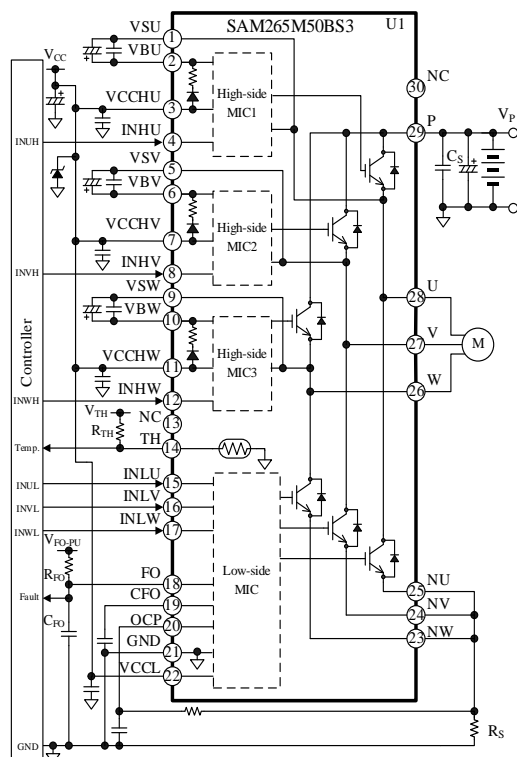 SAM265M50BS3
U1
VSU
1
VBU
2
VCC
VCCHU
3
INHU
4
INUH
High-side
MIC1
NC
30
P
29
VP
CS
VSV
5
VBV
6
VCCHV
7
INHV
8
INVH
High-side
MIC2
VSW
9
VBW
10
VCCHW
11
INHW
12
INWH
High-side
MIC3
28
U
27
V
26
W
M
Controller
VTH
RTH
NC
13
TH
14
Temp.
INLU
15
INUL
INLV
16
INVL
INLW
17
INWL
VFO-PU
RFO
Low-side
MIC
FO
18
Fault
CFO
19
CFO
OCP
20
GND
21
VCCL
22
25
NU
24
NV
23
NW
RS
GND